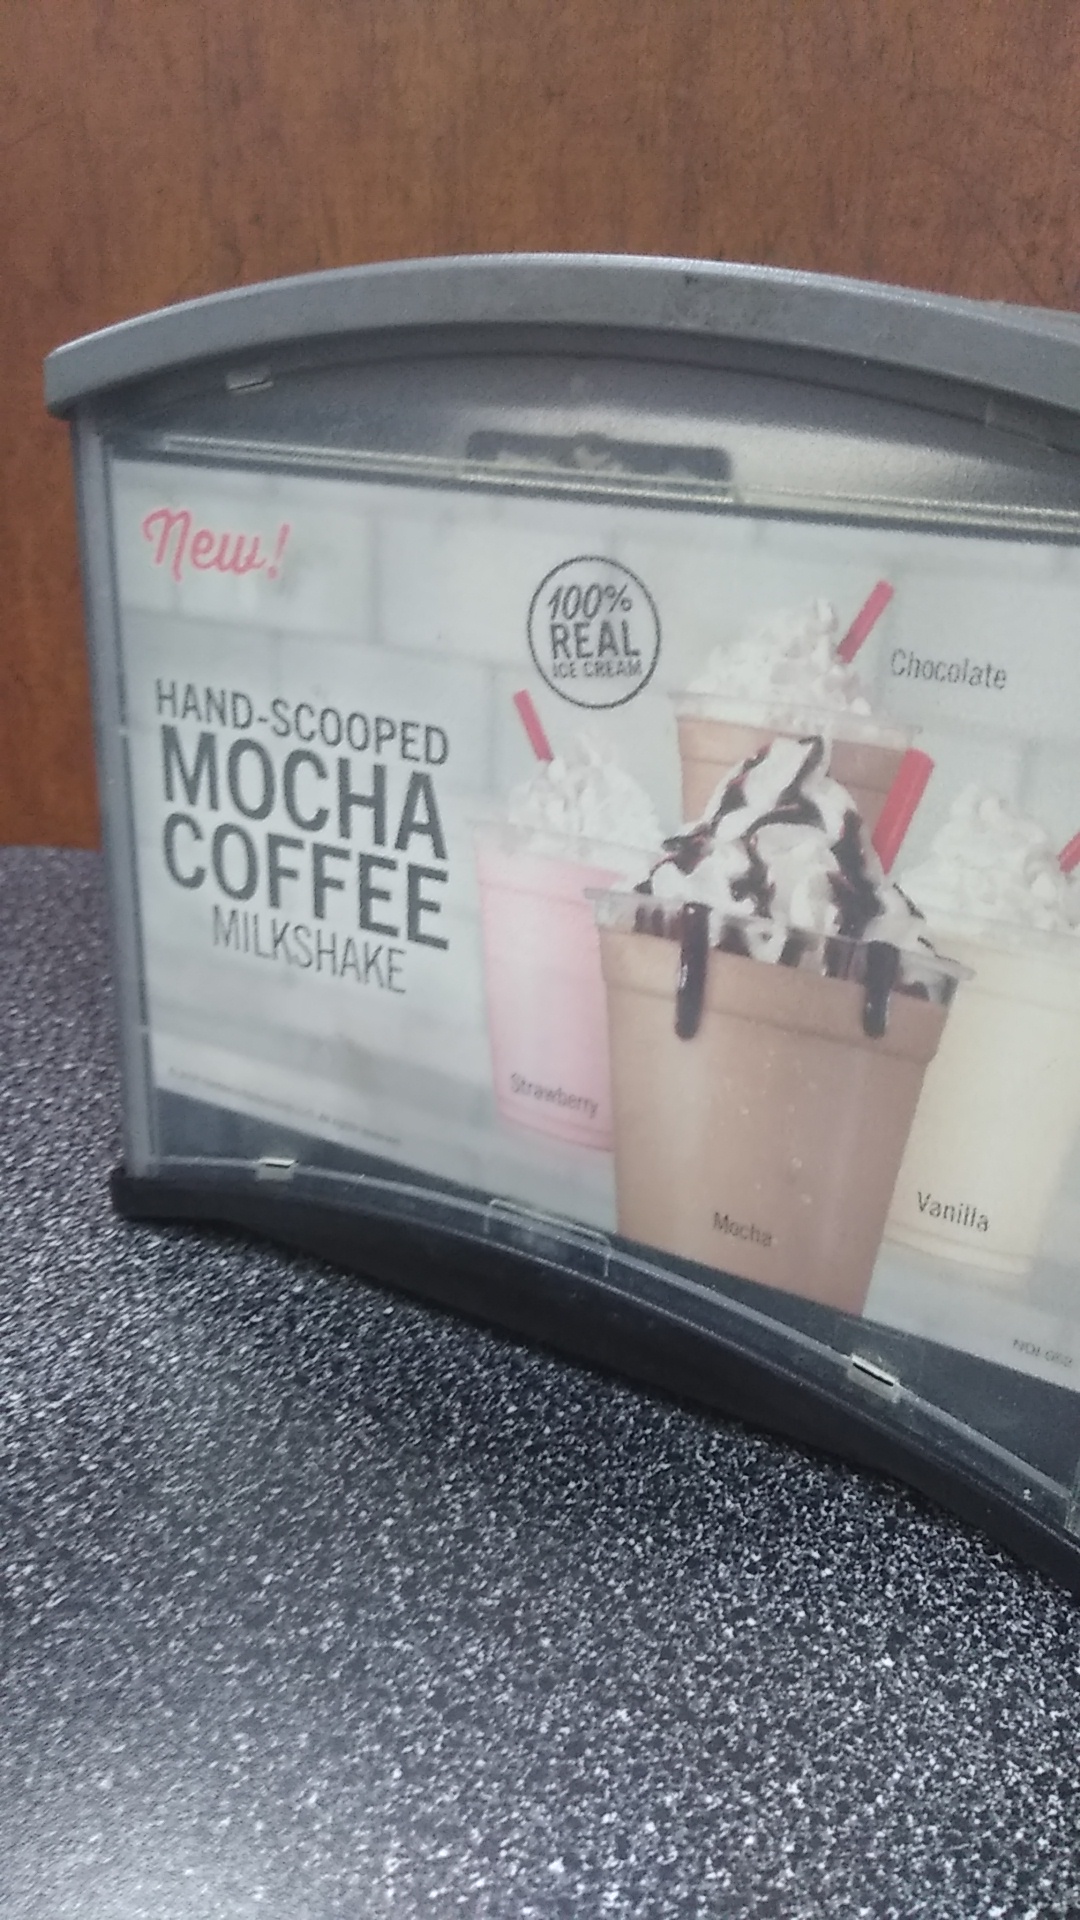 New!
100%
REAL
ICE CREAM
HAND-SCOOPED
MOCHA
COFFEE
MILKSHAKE
Chocolate
Strawberry
Mocha
Vanilla